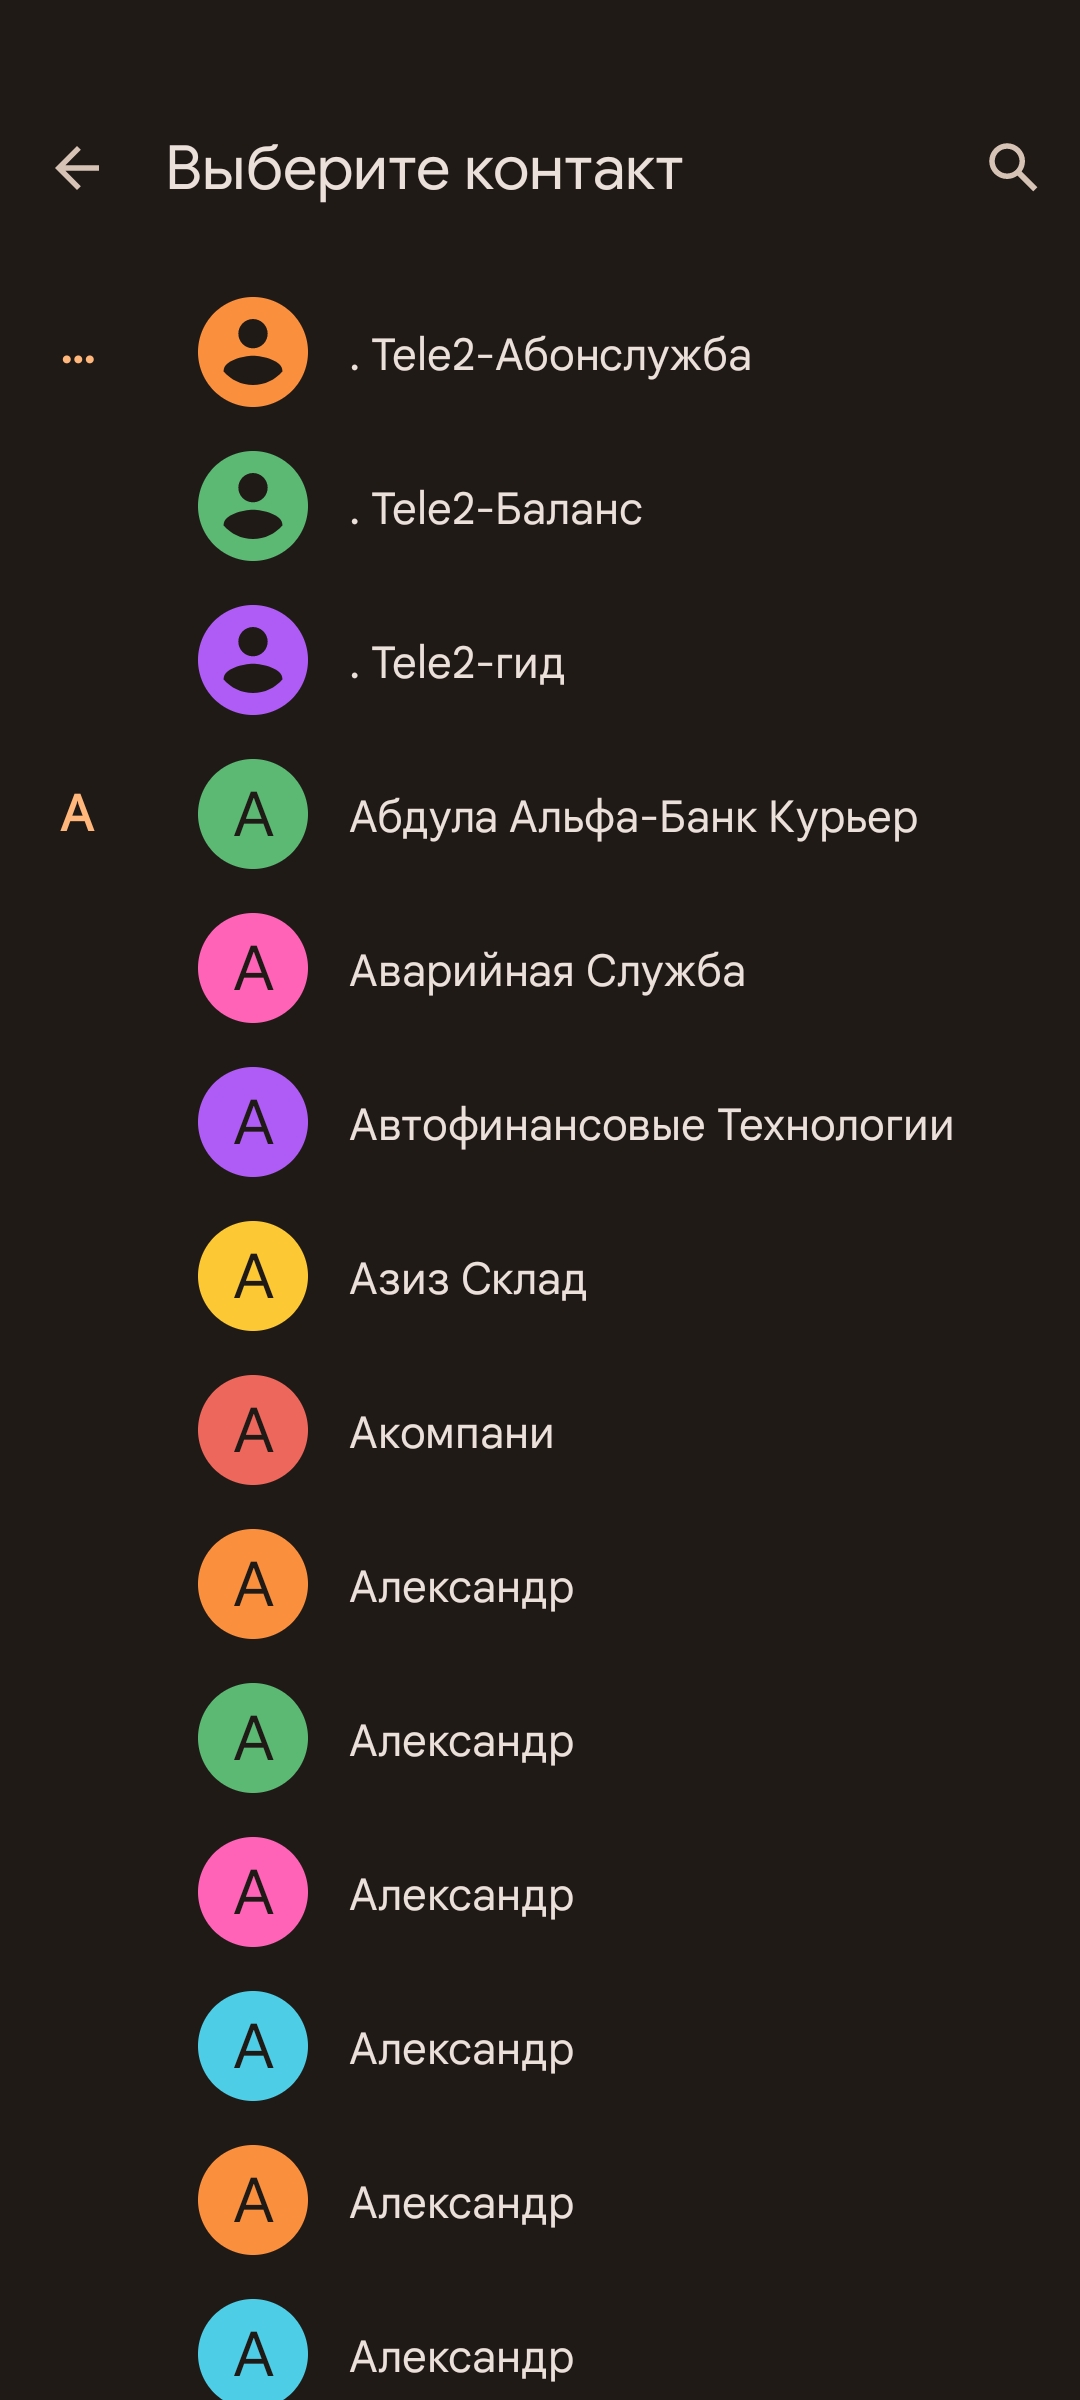 Выберите контакт
... . Tele2-Абонслужба
. Tele2-Баланс
. Tele2-гид
А А Абдула Альфа-Банк Курьер
А Аварийная Служба
А Автофинансовые Технологии
А Азиз Склад
А Акомпани
А Александр
А Александр
А Александр
А Александр
А Александр
А Александр